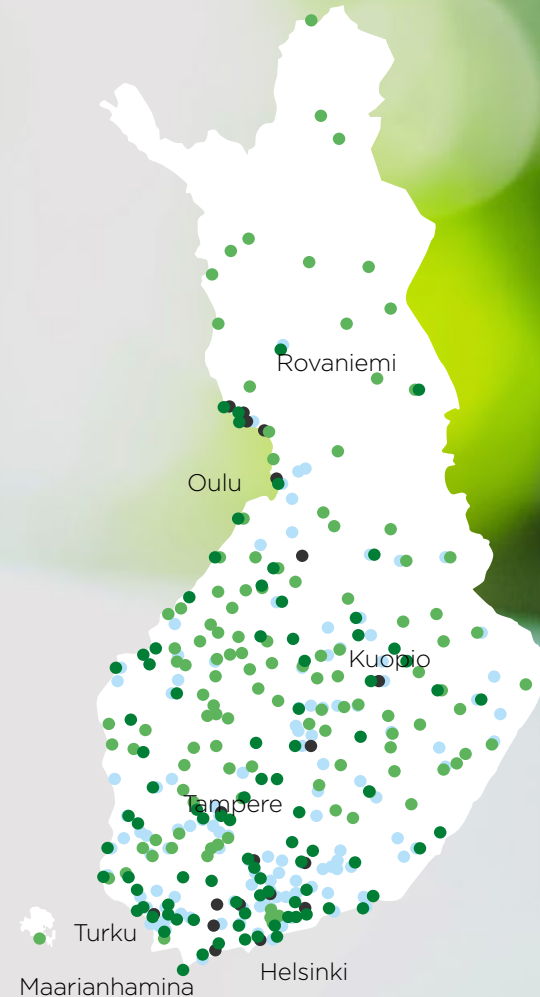 Rovaniemi
Oulu
Kuopio
Tampere
Turku
Helsinki
Maarianhamina